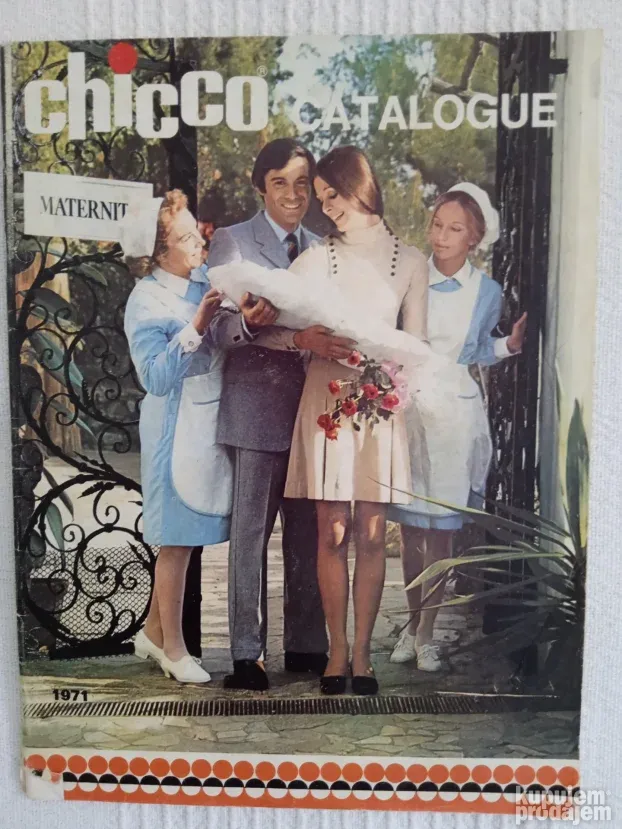 chicco® CATALOGUE
MATERNIT
1971
kupujem
prodajem